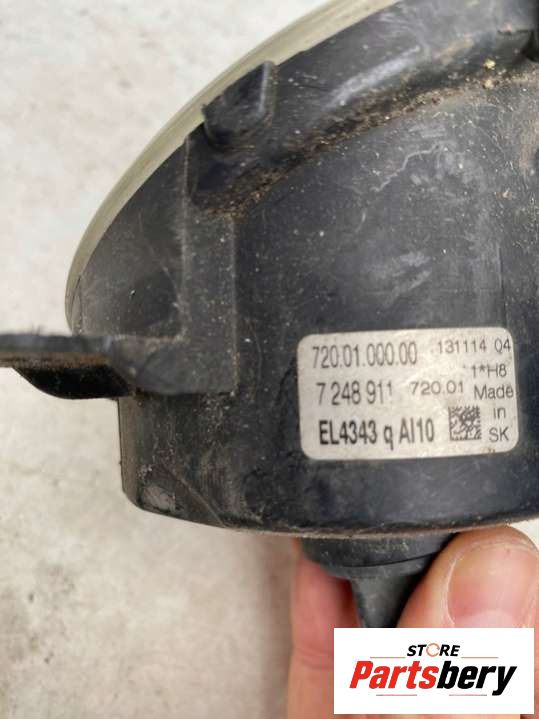 720.01.000.00 131114 Q4
1*H8
7 248 911 720.01 Made
in
EL4343 q AI10 SK
STORE
Partsbery